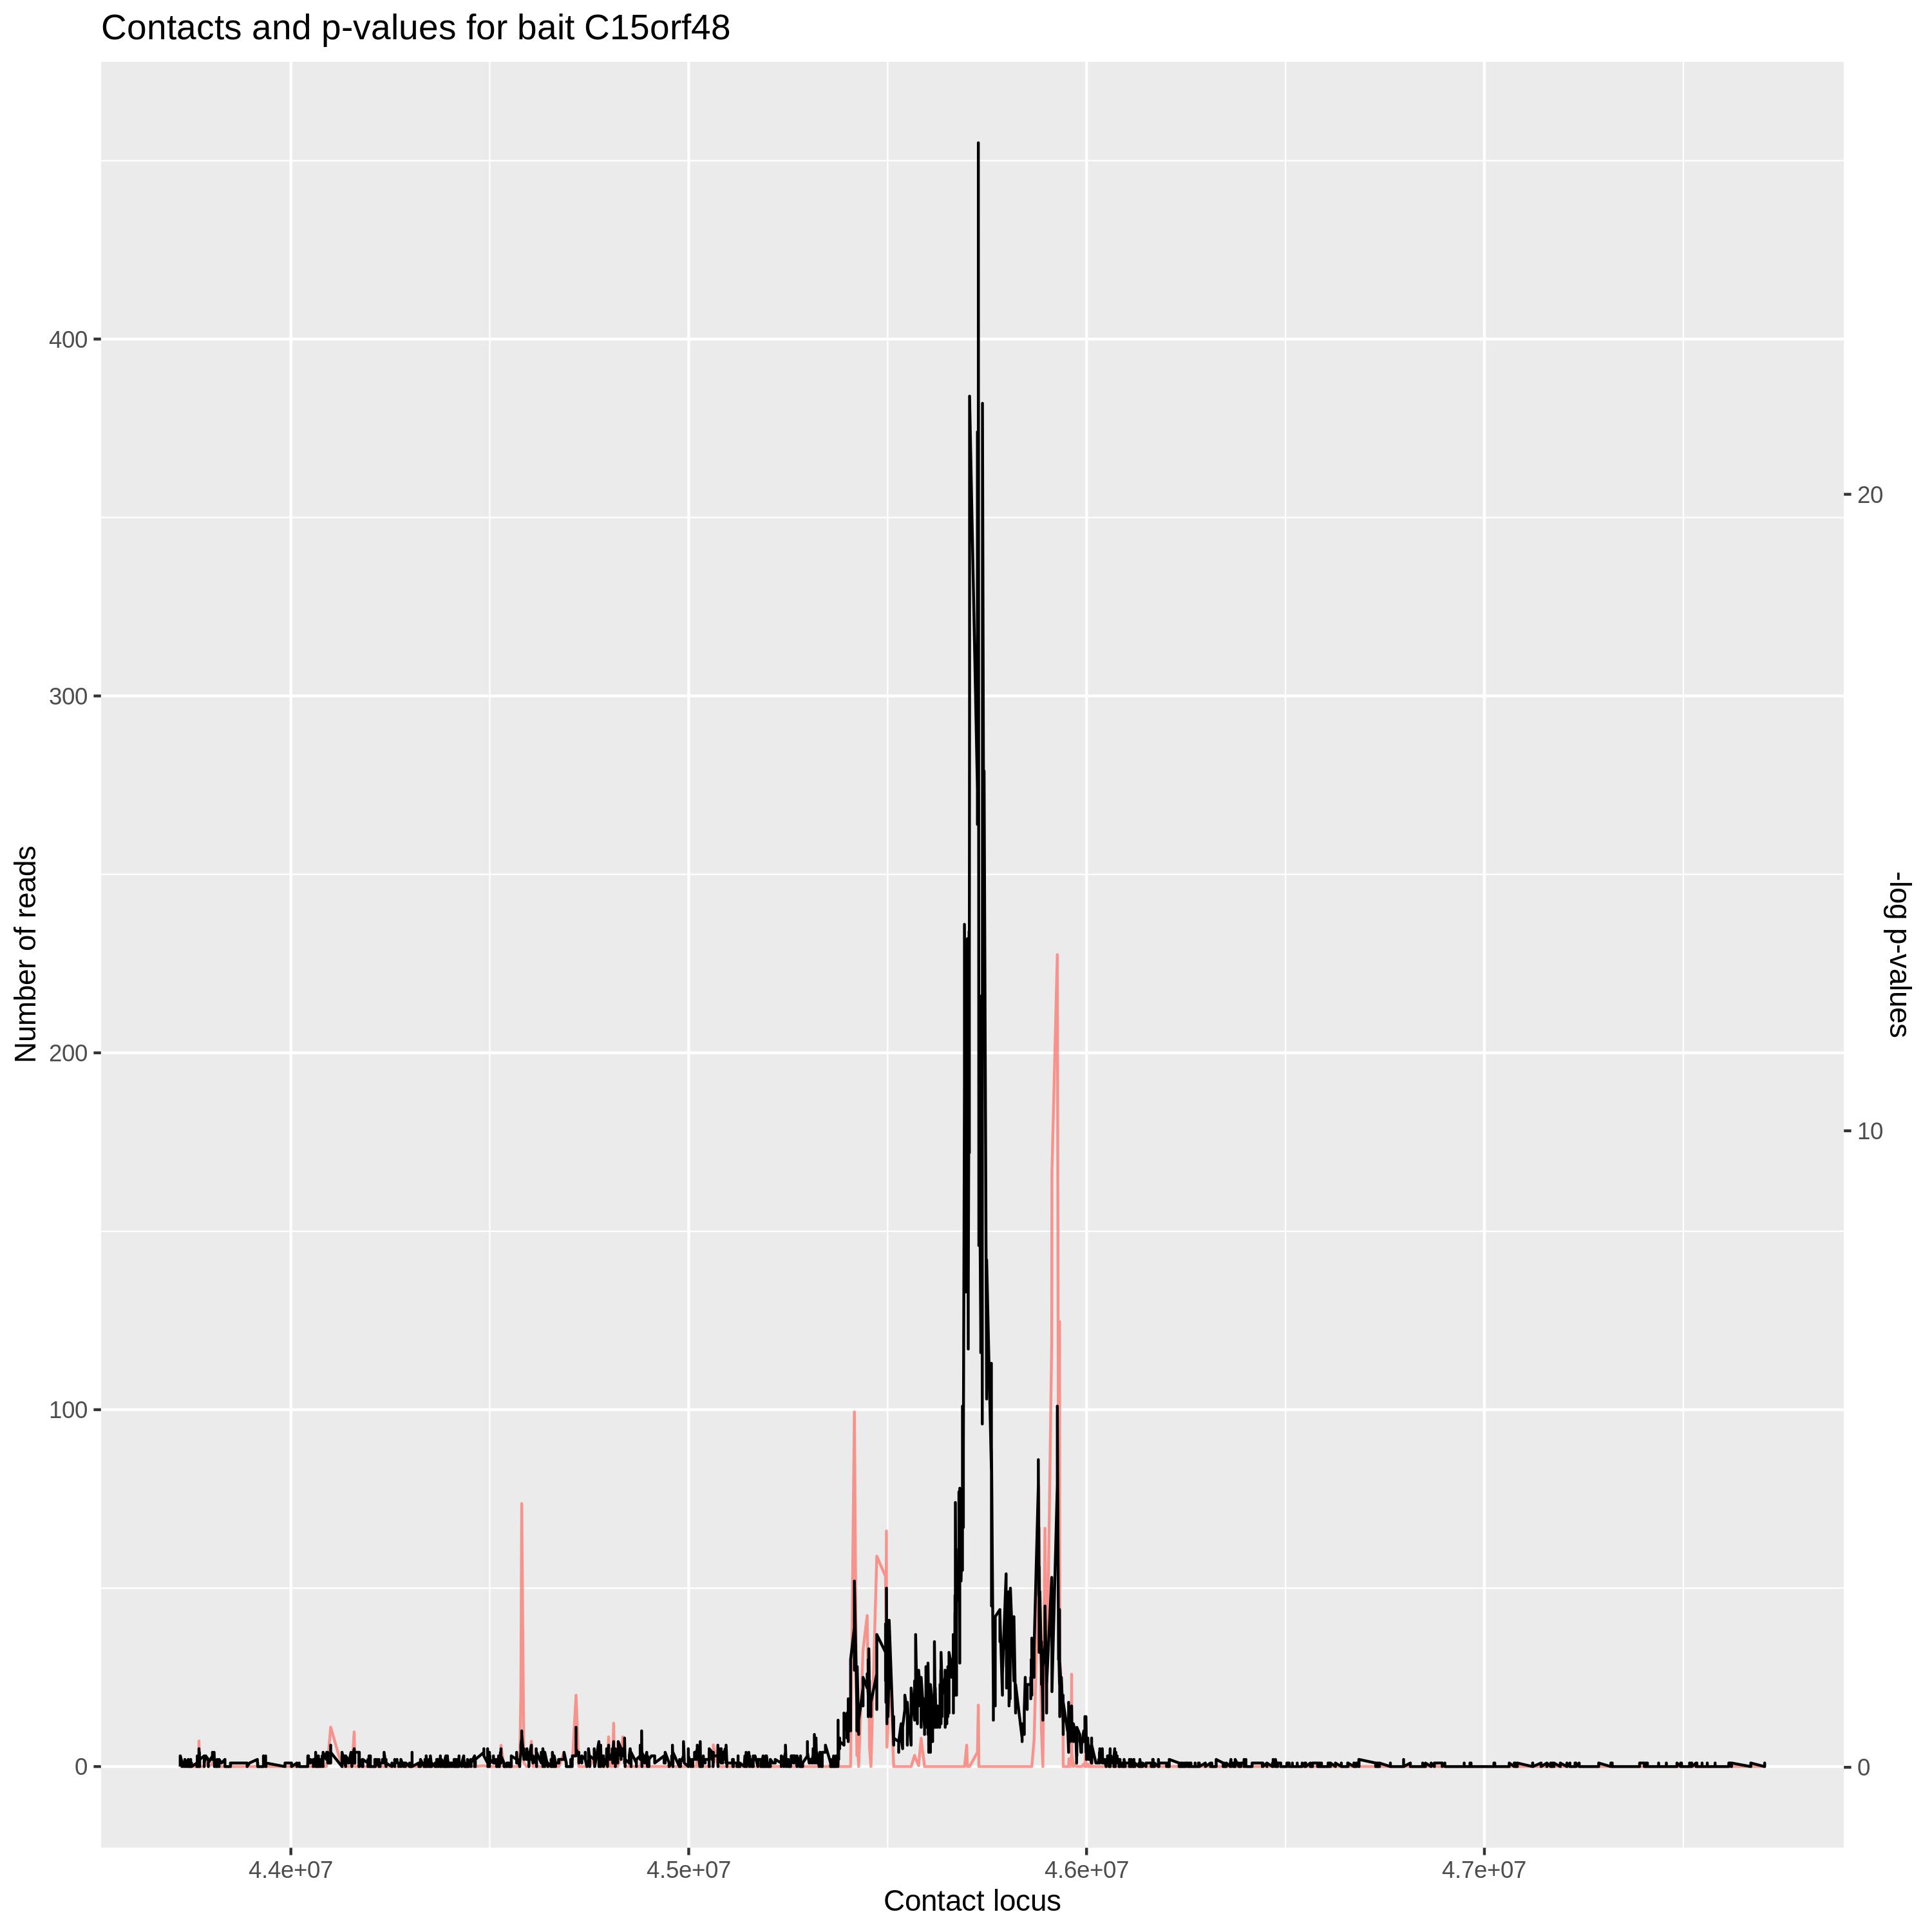 Contacts and p-values for bait C15orf48
Number of reads
400
300
200
100
0
20
10
0
-log p-values
4.4e+07
4.5e+07
4.6e+07
4.7e+07
Contact locus